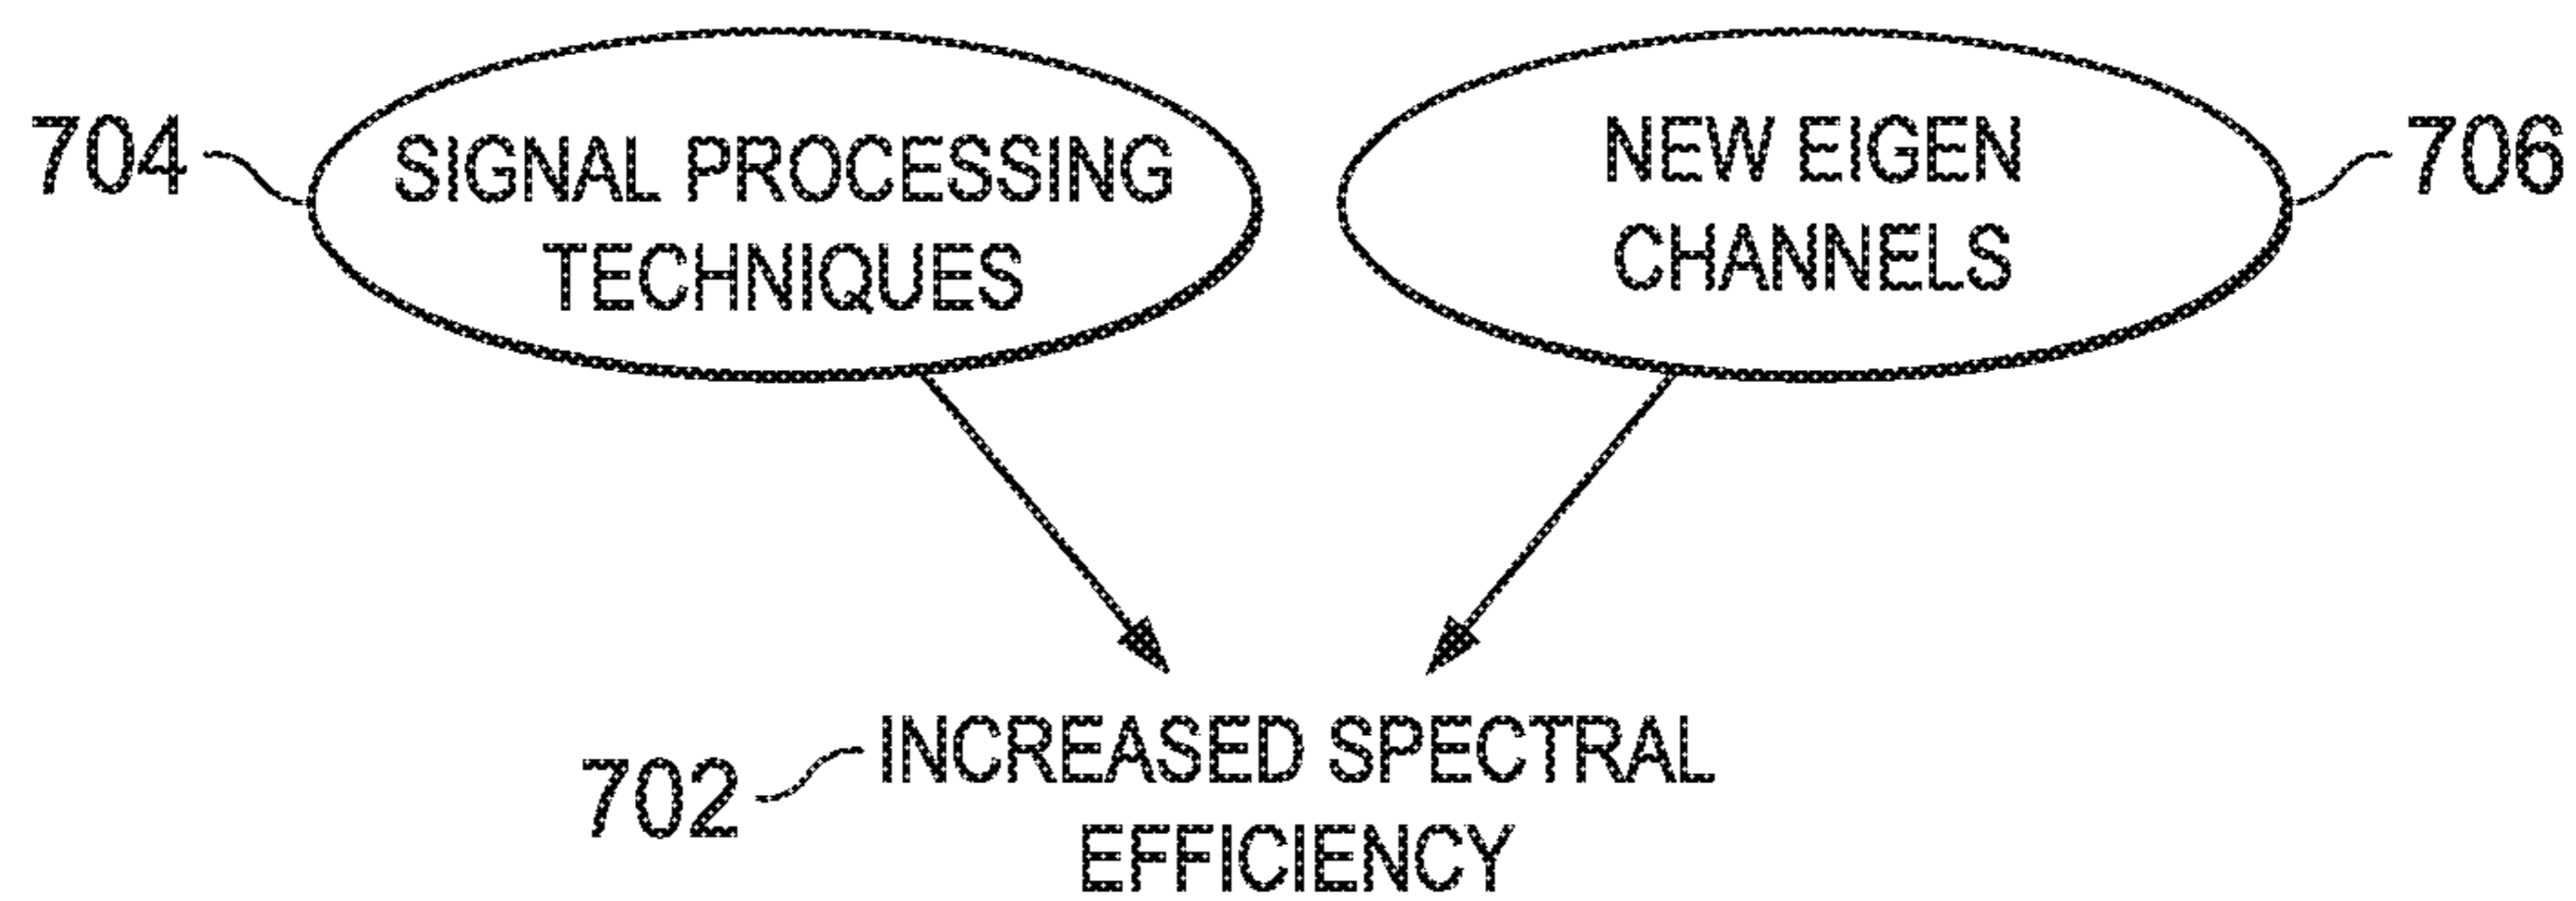 704
SIGNAL PROCESSING
TECHNIQUES
NEW EIGEN
CHANNELS
706
702
INCREASED SPECTRAL
EFFICIENCY